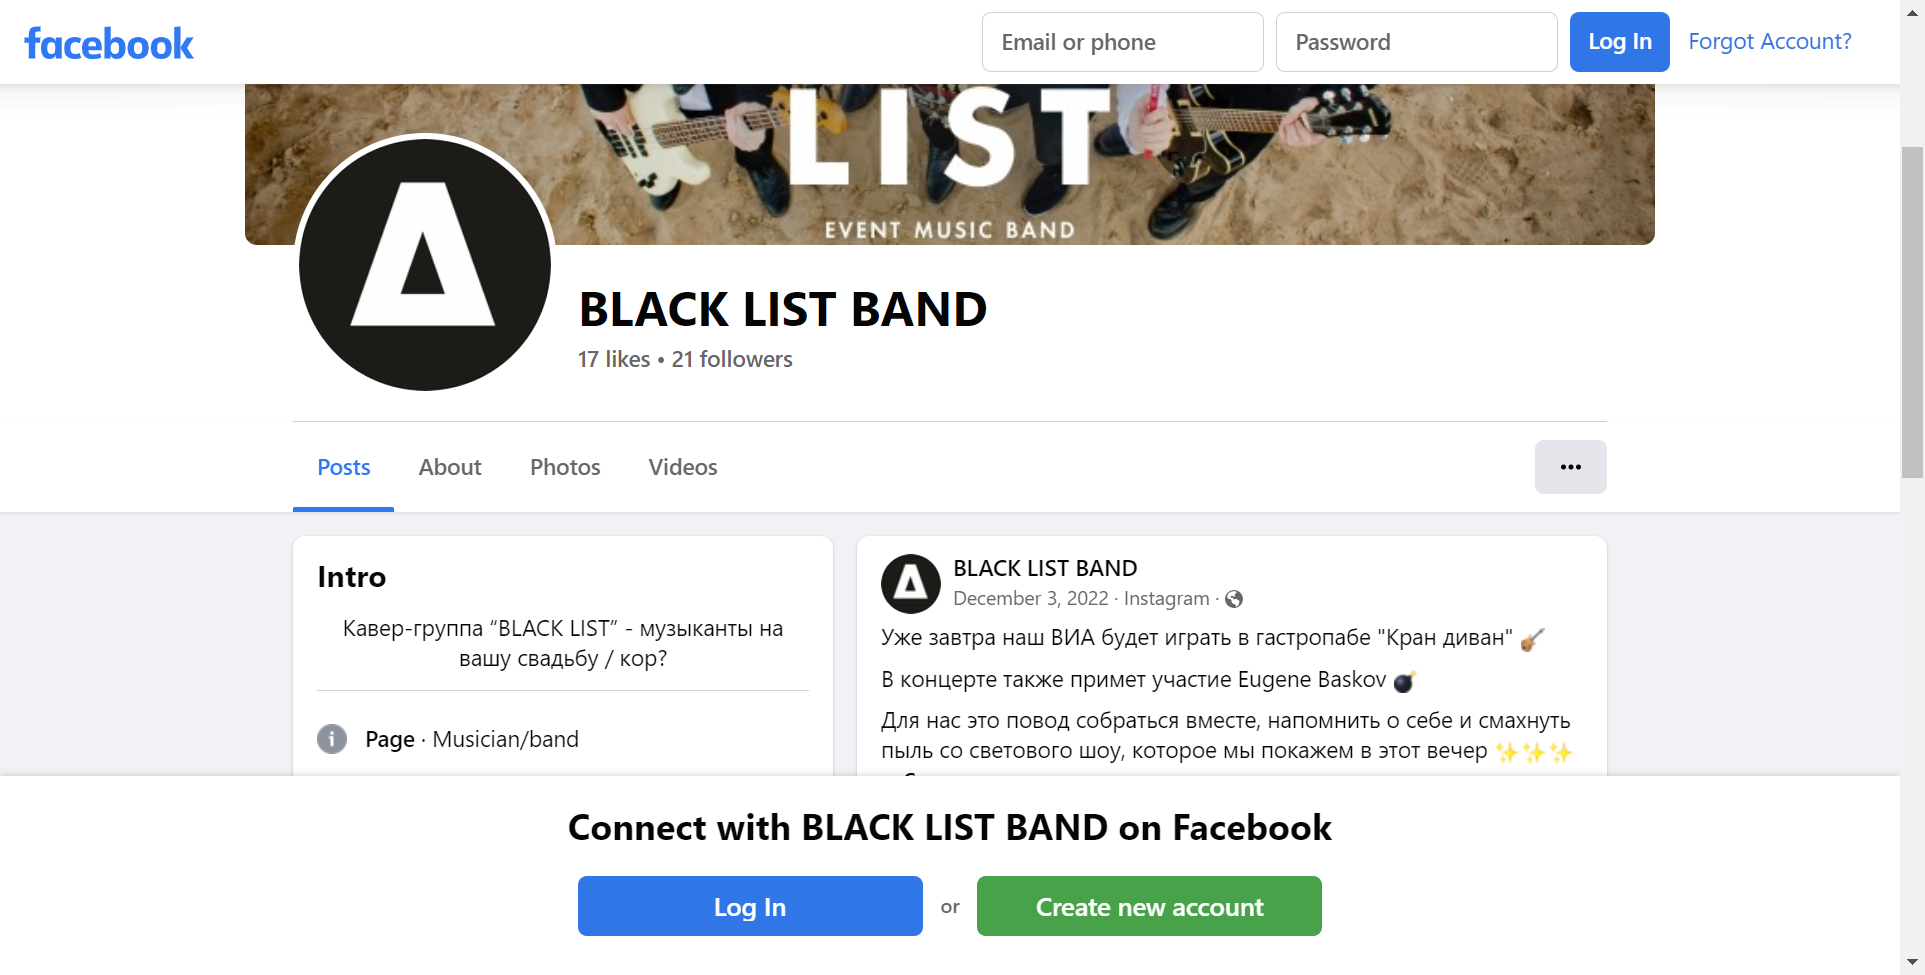 facebook
Email or phone
Password
Log In
Forgot Account?
LIST
EVENT MUSIC BAND
BLACK LIST BAND
17 likes • 21 followers
Posts
About
Photos
Videos
Intro
Кавер-группа “BLACK LIST” - музыканты на
вашу свадьбу / кор?
Page · Musician/band
BLACK LIST BAND
December 3, 2022 · Instagram ·
Уже завтра наш ВИА будет играть в гастропабе "Кран диван" 🎸
В концерте также примет участие Eugene Baskov 💣
Для нас это повод собраться вместе, напомнить о себе и смахнуть
пыль со светового шоу, которое мы покажем в этот вечер ✨✨✨
Connect with BLACK LIST BAND on Facebook
Log In
or
Create new account